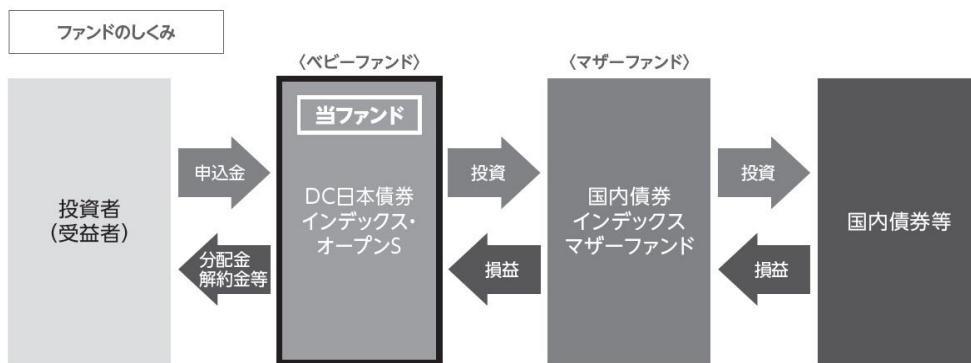 ファンドのしくみ
〈ベビーファンド〉
〈マザーファンド〉
投資者
(受益者)
申込金
分配金
解約金等
当ファンド
DC日本債券
インデックス・
オープンS
投資
損益
国内債券
インデックス
マザーファンド
投資
損益
国内債券等